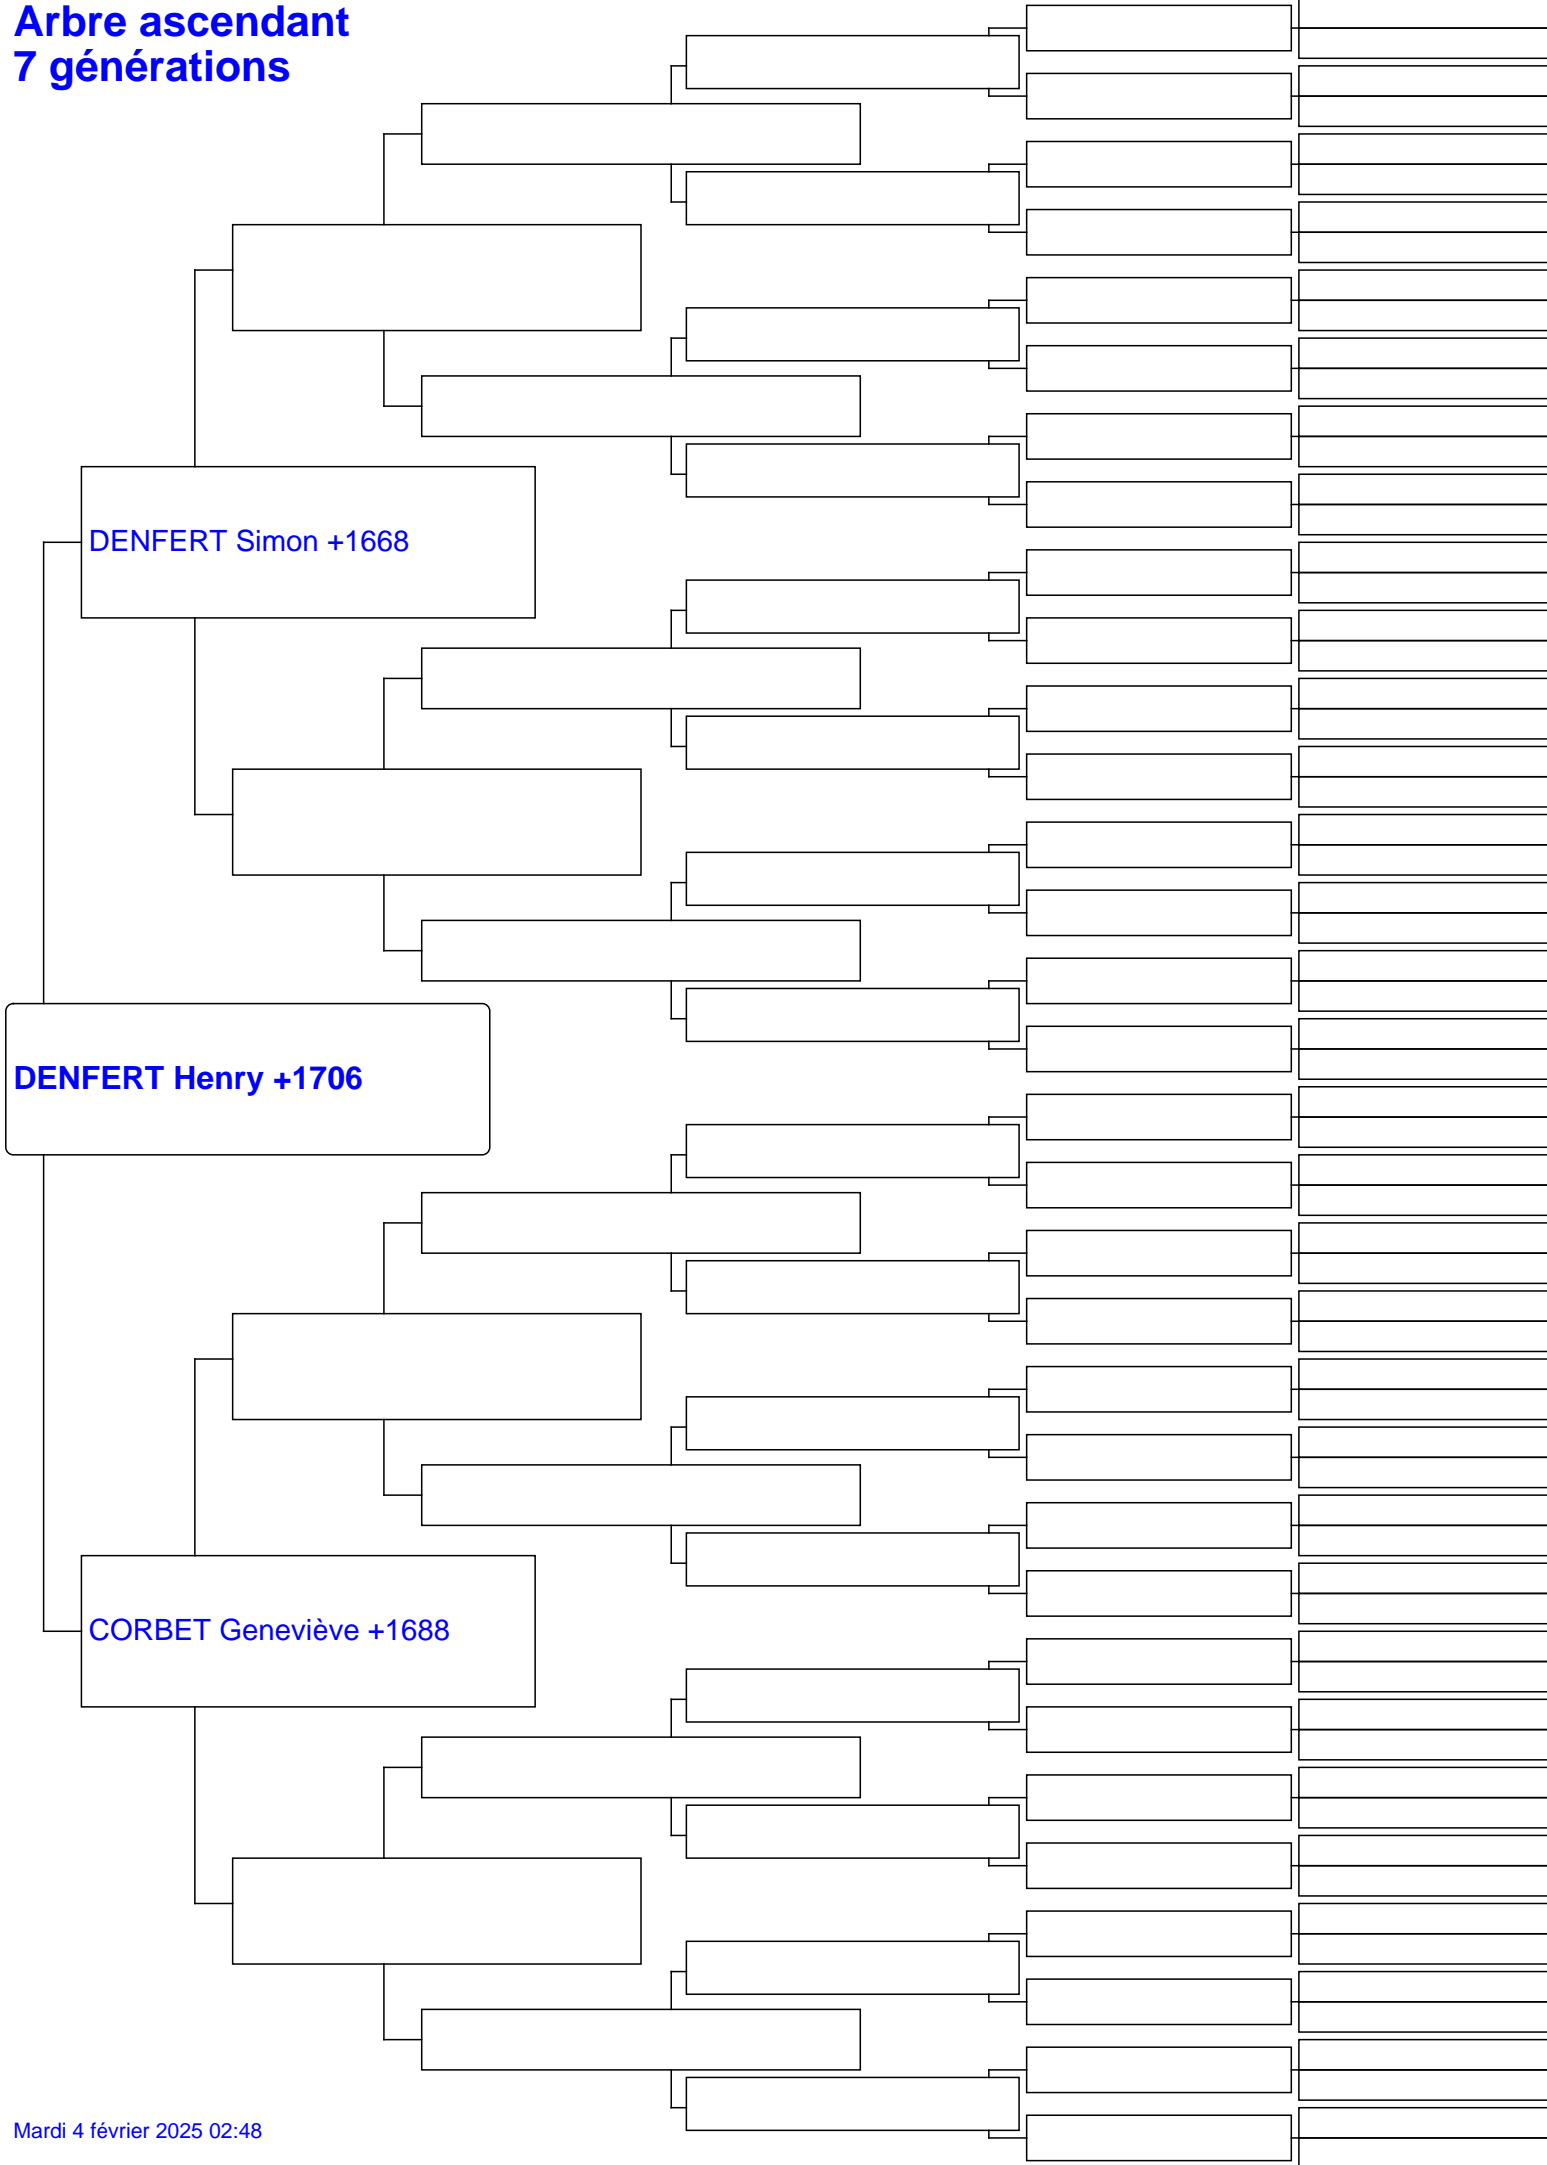 Arbre ascendant
7 générations
DENFERT Simon +1668
DENFERT Henry +1706
CORBET Geneviève +1688
Mardi 4 février 2025 02:48